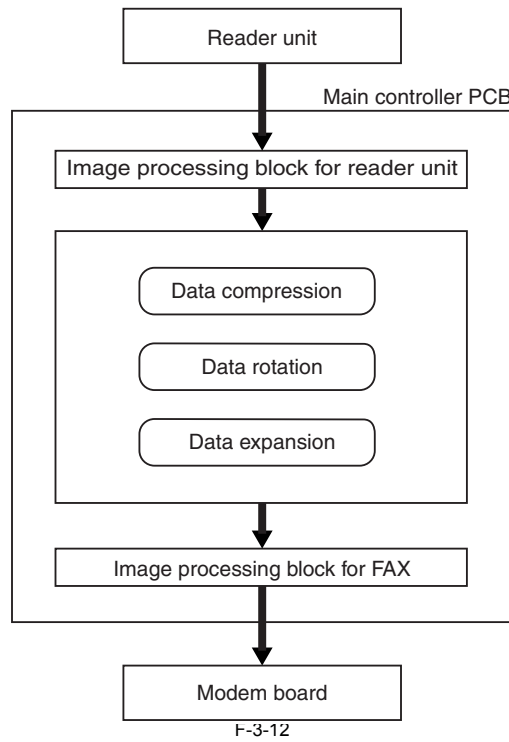 Reader unit
Main controller PCB
Image processing block for reader unit
Data compression
Data rotation
Data expansion
Image processing block for FAX
Modem board
F-3-12